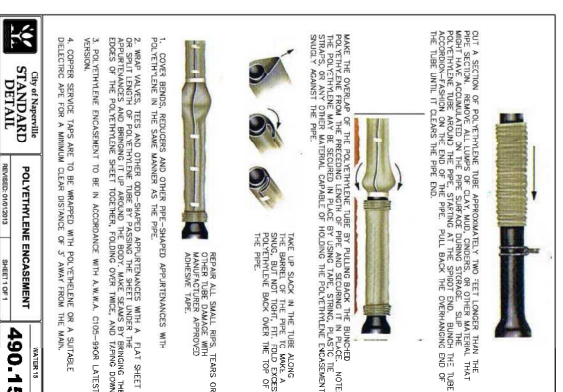 OUT A SECTION OF POLYETHYLENE TUBE APPROXIMATELY TWO FEET LONGER THAN THE
PIPE SECTION. REMOVE ALL LUMPS OF CLAY, MUD, CINDERS, OR OTHER MATERIAL THAT
MIGHT HAVE ACCUMULATED ON THE PIPE SURFACE DURING STORAGE. SLIP THE
POLYETHYLENE TUBE AROUND THE PIPE, STARTING AT THE SPIGOT END. BUNCH THE TUBE
ACCORDION-FASHION ON THE END OF THE PIPE. PULL BACK THE OVERHANGING END OF
THE TUBE UNTIL IT CLEARS THE PIPE END.
MAKE THE OVERLAP OF THE POLYETHYLENE TUBE BY PULLING BACK THE BUNCHED
POLYETHYLENE FROM THE PRECEDING LENGTH OF PIPE AND SECURING IT IN PLACE. NOTE:
THE POLYETHYLENE MAY BE SECURED IN PLACE BY USING TAPE, STRING, PLASTIC TIE
STRAPS, OR ANY OTHER MATERIAL CAPABLE OF HOLDING THE POLYETHYLENE ENCASEMENT
SNUGLY AGAINST THE PIPE.
TAKE UP SLACK IN THE TUBE ALONG
THE BARREL OF THE PIPE TO MAKE A
SNUG, BUT NOT TIGHT FIT. FOLD EXCESS
POLYETHYLENE BACK OVER THE TOP OF
THE PIPE.
REPAIR ALL SMALL RIPS, TEARS OR
OTHER TUBE DAMAGE WITH
MANUFACTURER APPROVED
ADHESIVE TAPE.
1. COVER BENDS, REDUCERS AND OTHER PIPE-SHAPED APPURTENANCES WITH
POLYETHYLENE IN THE SAME MANNER AS THE PIPE.
2. WRAP VALVES, TEES AND OTHER ODD-SHAPED APPURTENANCES WITH A FLAT SHEET
OR SPLIT LENGTH OF POLYETHYLENE TUBE BY PASSING THE SHEET UNDER THE
APPURTENANCES AND BRINGING IT UP AROUND THE BODY. MAKE SEAMS BY BRINGING THE
EDGES OF THE POLYETHYLENE SHEET TOGETHER, FOLDING OVER TWICE, AND TAPING DOWN.
3. POLYETHYLENE ENCASEMENT TO BE IN ACCORDANCE WITH A.W.W.A. C105-99OR LATEST
VERSION.
4. COPPER SERVICE TAPS ARE TO BE WRAPPED WITH POLYETHELENE OR A SUITABLE
DIELECTRIC APE FOR A MINIMUM CLEAR DISTANCE OF 3' AWAY FROM THE MAIN.
City of Naperville
STANDARD
DETAIL
POLYETHYLENE ENCASEMENT
REVISED: 01/01/2013
SHEET 1 OF 1
WATER 15
490.15